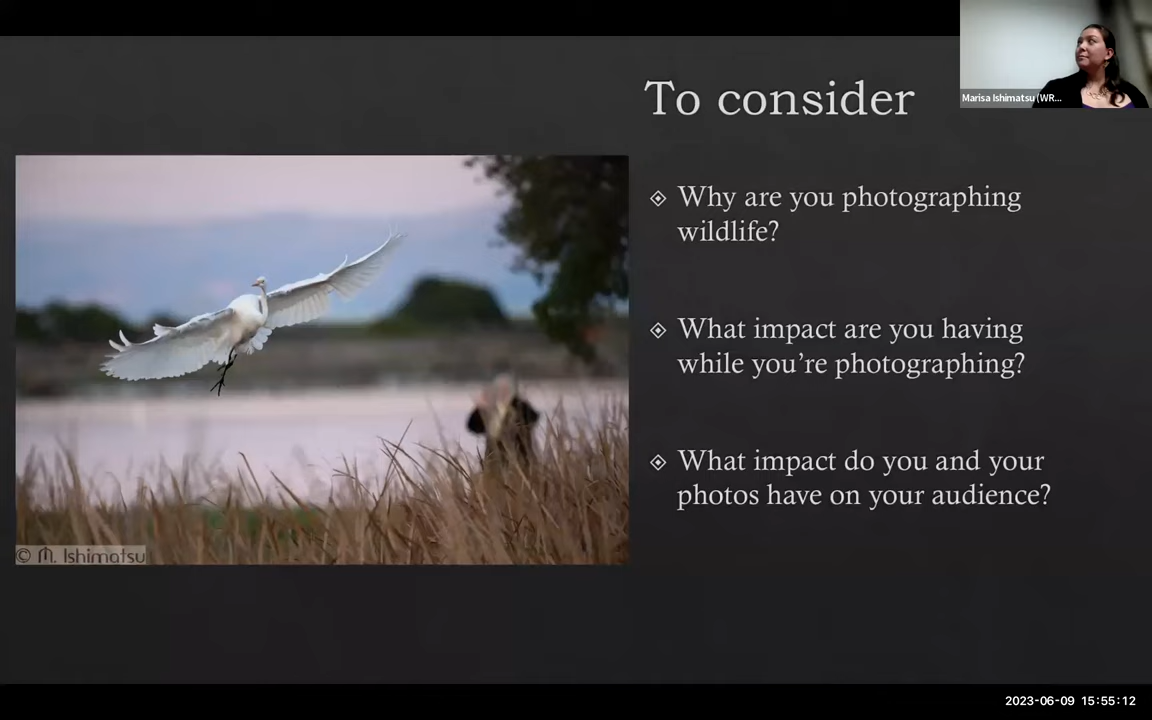 To consider
Marisa Ishimatsu (WR...
Why are you photographing
wildlife?
What impact are you having
while you're photographing?
What impact do you and your
photos have on your audience?
© M. Ishimatsu
2023-06-09 15:55:12